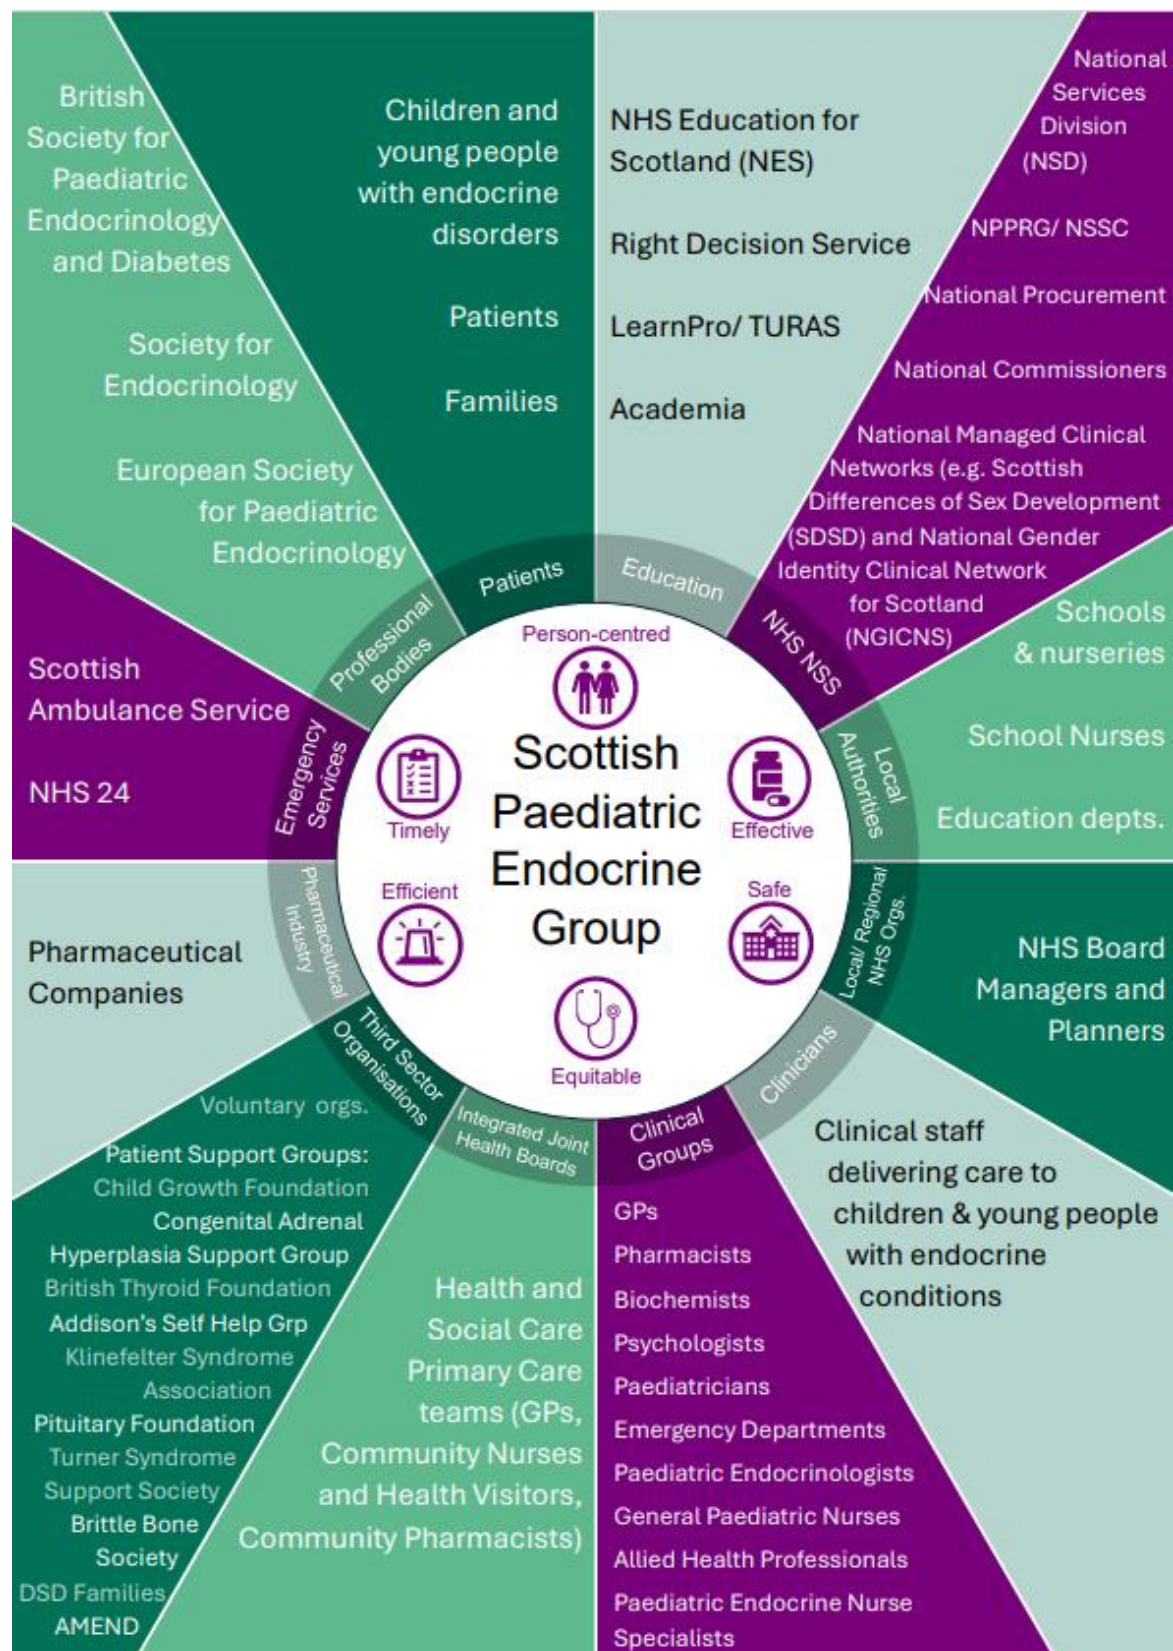 British
Society for
Paediatric
Endocrinology
and Diabetes
Society for
Endocrinology
European Society
for Paediatric
Endocrinology
Professional
Bodies
Children and
young people
with endocrine
disorders
Patients
Families
Patients
NHS Education for
Scotland (NES)
Right Decision Service
LearnPro/ TURAS
Academia
Education
National
Services
Division
(NSD)
NPPRG/ NSSC
National Procurement
National Commissioners
National Managed Clinical
Networks (e.g. Scottish
Differences of Sex Development
(SDSD) and National Gender
Identity Clinical Network
for Scotland
(NGICNS)
NHS NSS
Schools
& nurseries
School Nurses
Education depts.
Local
Authorities
NHS Board
Managers and
Planners
Local/ Regional
NHS Orgs.
Clinical staff
delivering care to
children & young people
with endocrine
conditions
Clinicians
Clinical
Groups
GPs
Pharmacists
Biochemists
Psychologists
Paediatricians
Emergency Departments
Paediatric Endocrinologists
General Paediatric Nurses
Allied Health Professionals
Paediatric Endocrine Nurse
Specialists
Integrated Joint
Health Boards
Health and
Social Care
Primary Care
teams (GPs,
Community Nurses
and Health Visitors,
Community Pharmacists)
Third Sector
Organisations
Voluntary orgs.
Patient Support Groups:
Child Growth Foundation
Congenital Adrenal
Hyperplasia Support Group
British Thyroid Foundation
Addison's Self Help Grp
Klinefelter Syndrome
Association
Pituitary Foundation
Turner Syndrome
Support Society
Brittle Bone
Society
DSD Families
AMEND
Pharmaceutical
Industry
Pharmaceutical
Companies
Emergency
Services
Scottish
Ambulance Service
NHS 24
Person-centred
Scottish
Paediatric
Endocrine
Group
Timely
Effective
Efficient
Safe
Equitable